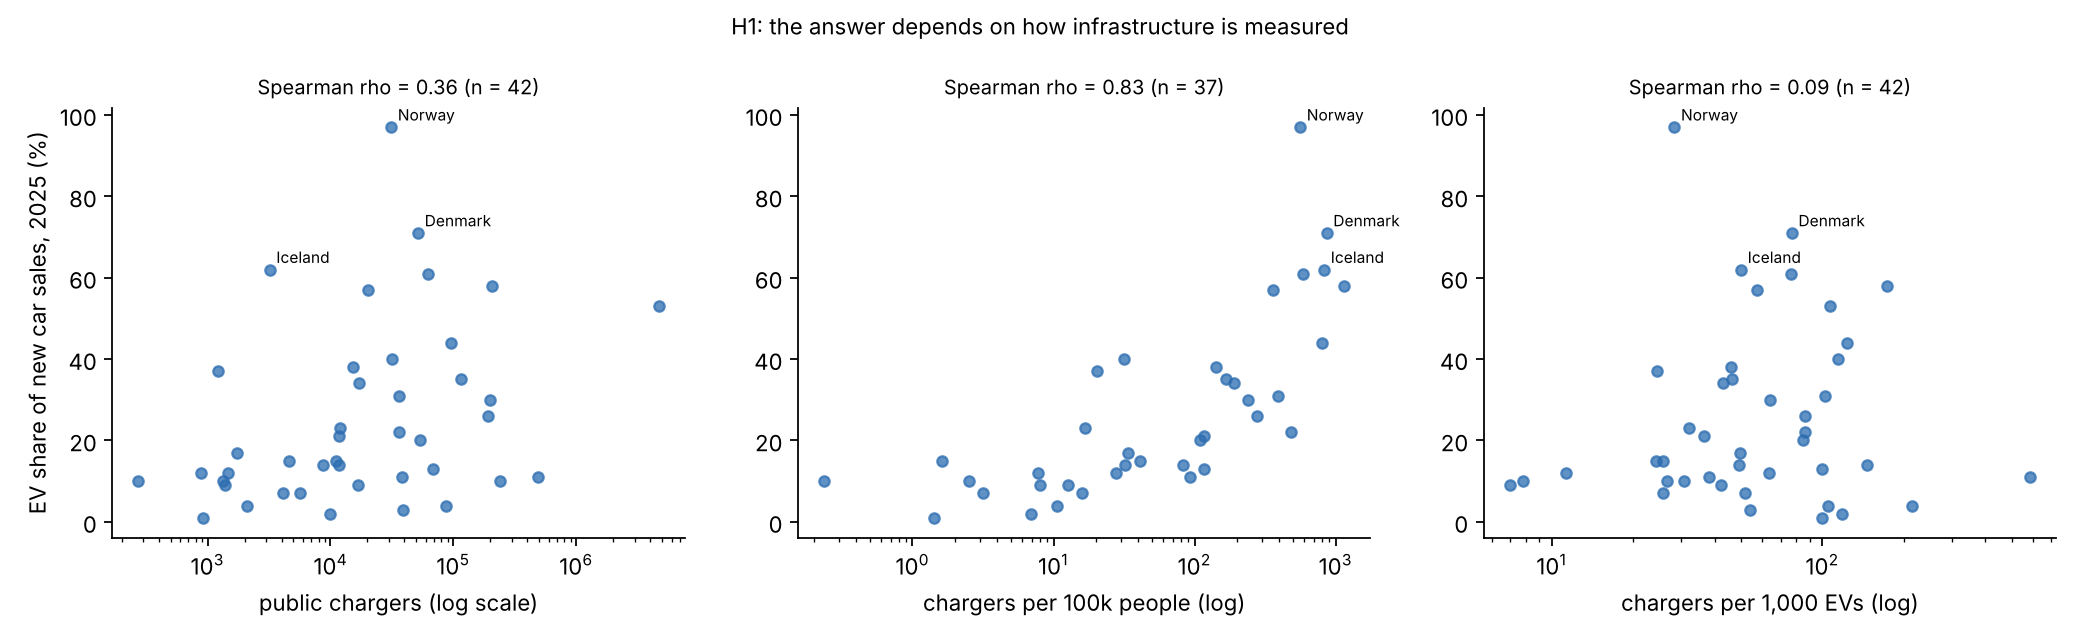 H1: the answer depends on how infrastructure is measured
Spearman rho = 0.36 (n = 42)
EV share of new car sales, 2025 (%)
100
80
60
40
20
0
Norway
Denmark
Iceland
10³
10⁴
10⁵
10⁶
public chargers (log scale)
Spearman rho = 0.83 (n = 37)
100
80
60
40
20
0
Norway
Denmark
Iceland
10⁰
10¹
10²
10³
chargers per 100k people (log)
Spearman rho = 0.09 (n = 42)
100
80
60
40
20
0
Norway
Denmark
Iceland
10¹
10²
chargers per 1,000 EVs (log)